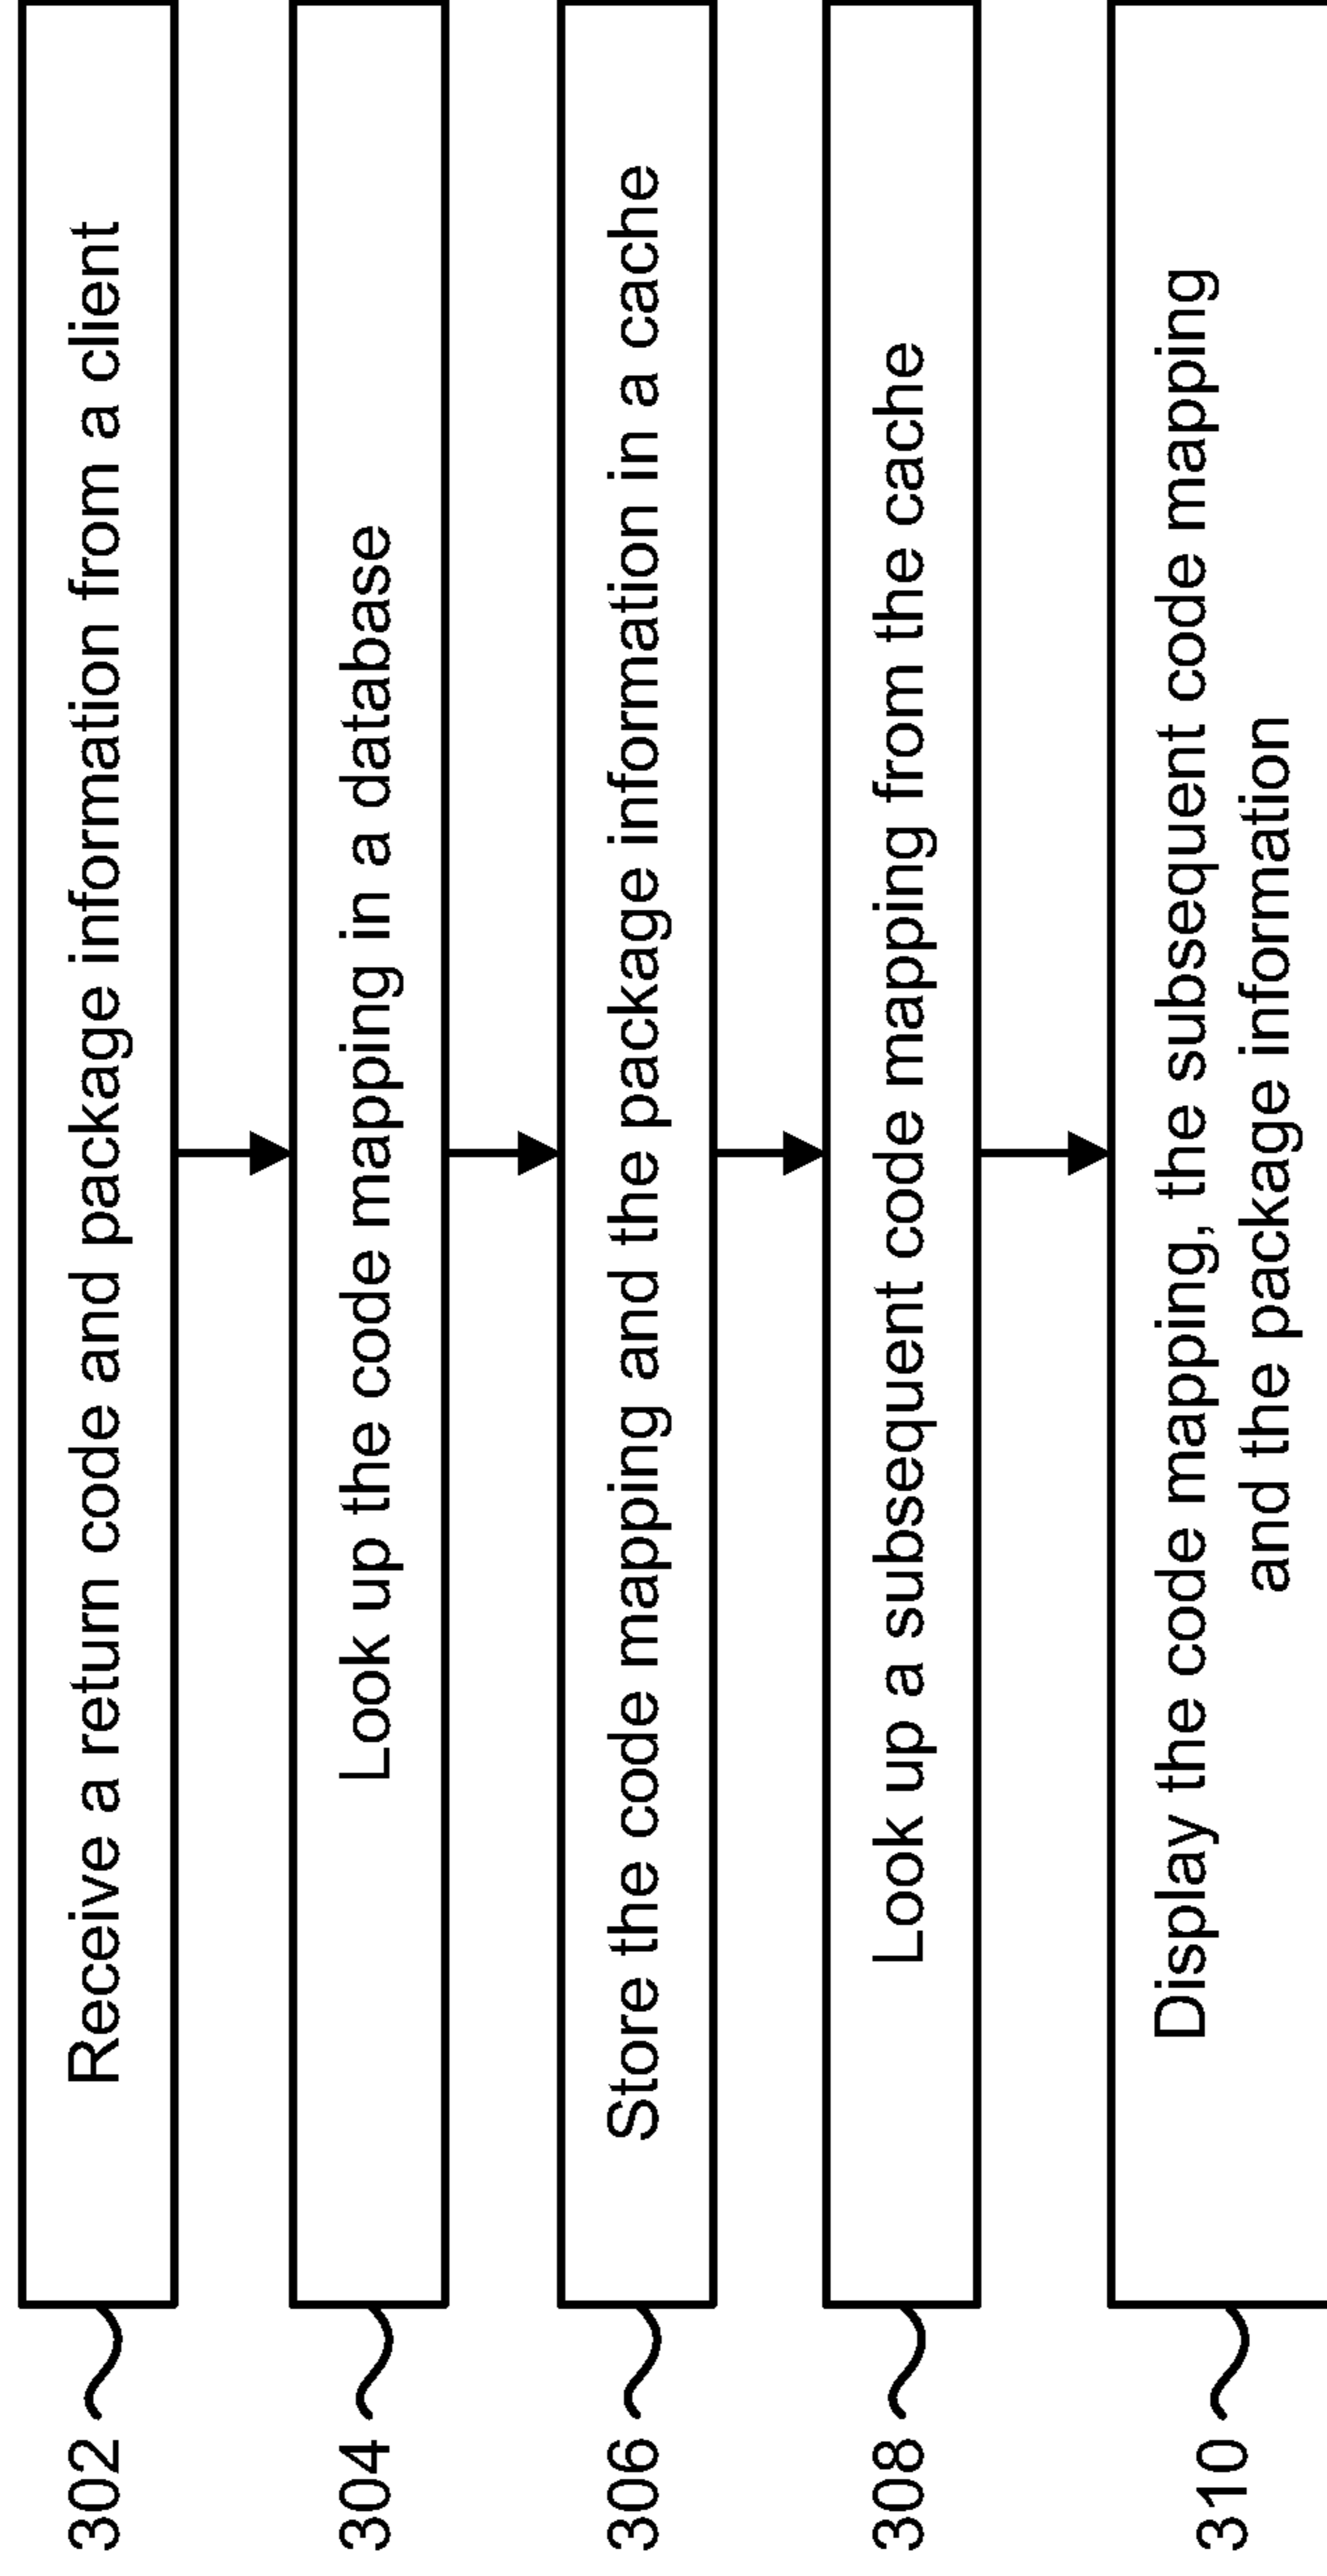 302
Receive a return code and package information from a client
304
Look up the code mapping in a database
306
Store the code mapping and the package information in a cache
308
Look up a subsequent code mapping from the cache
310
Display the code mapping, the subsequent code mapping
and the package information